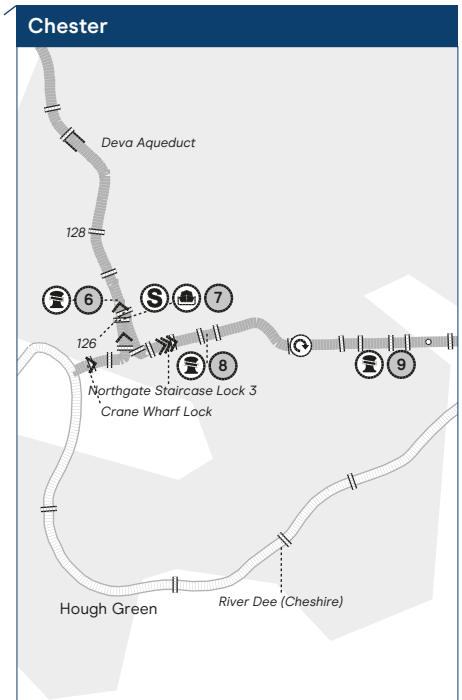 Chester
Deva Aqueduct
128
6
S
7
126
8
9
Northgate Staircase Lock 3
Crane Wharf Lock
Hough Green
River Dee (Cheshire)